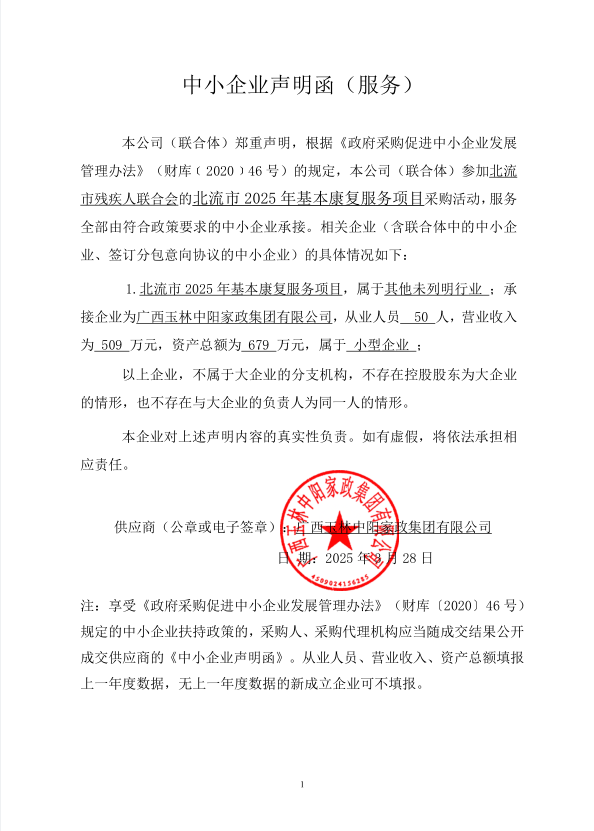 中小企业声明函（服务）
本公司（联合体）郑重声明，根据《政府采购促进中小企业发展
管理办法》（财库﹝2020﹞46 号）的规定，本公司（联合体）参加北流
市残疾人联合会的北流市 2025 年基本康复服务项目采购活动，服务
全部由符合政策要求的中小企业承接。相关企业（含联合体中的中小企
业、签订分包意向协议的中小企业）的具体情况如下：
1. 北流市 2025 年基本康复服务项目，属于其他未列明行业 ；承
接企业为广西玉林中阳家政集团有限公司，从业人员 50 人，营业收入
为 509 万元，资产总额为 679 万元，属于 小型企业 ；
以上企业，不属于大企业的分支机构，不存在控股股东为大企业
的情形，也不存在与大企业的负责人为同一人的情形。
本企业对上述声明内容的真实性负责。如有虚假，将依法承担相
应责任。
供应商（公章或电子签章）：广西玉林中阳家政集团有限公司
日 期：2025 年 月 28 日
广西玉林中阳家政集团有限公司
4509024156285
注：享受《政府采购促进中小企业发展管理办法》（财库〔2020〕46 号）
规定的中小企业扶持政策的，采购人、采购代理机构应当随成交结果公开
成交供应商的《中小企业声明函》。从业人员、营业收入、资产总额填报
上一年度数据，无上一年度数据的新成立企业可不填报。
1